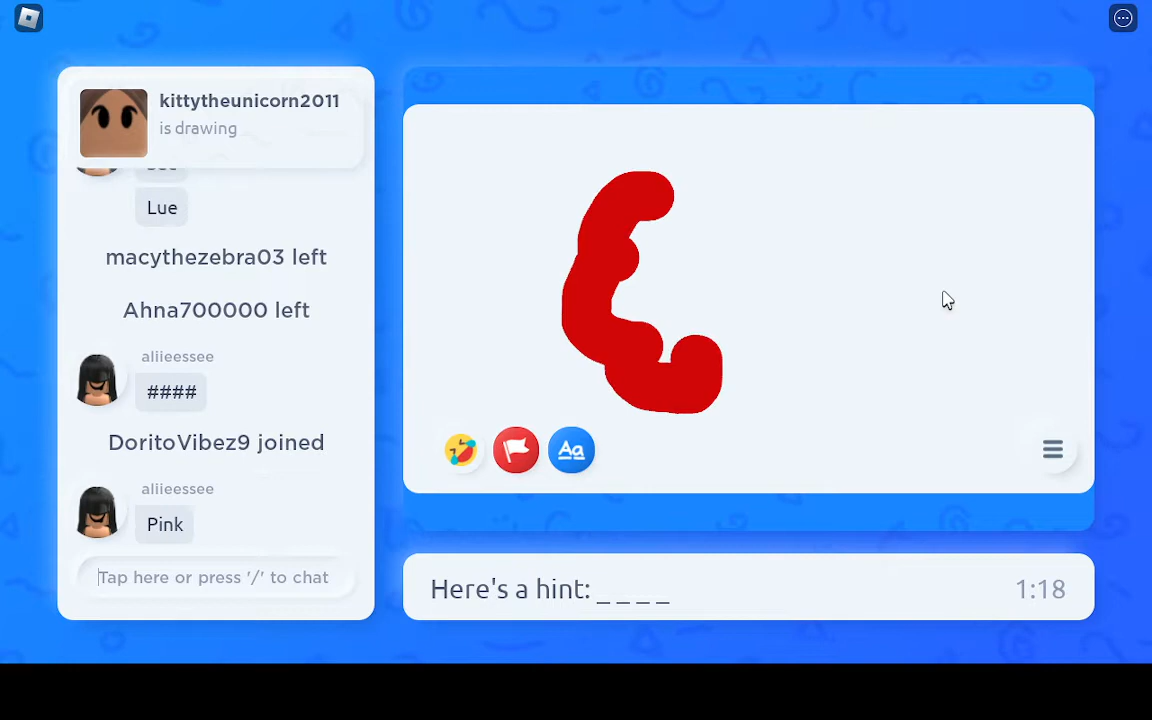 kittytheunicorn2011
is drawing
Lue
macythezebra03 left
Ahna700000 left
aliieessee
####
DoritoVibez9 joined
aliieessee
Pink
Tap here or press '/' to chat
Aa
Here's a hint: _ _ _ _
1:18